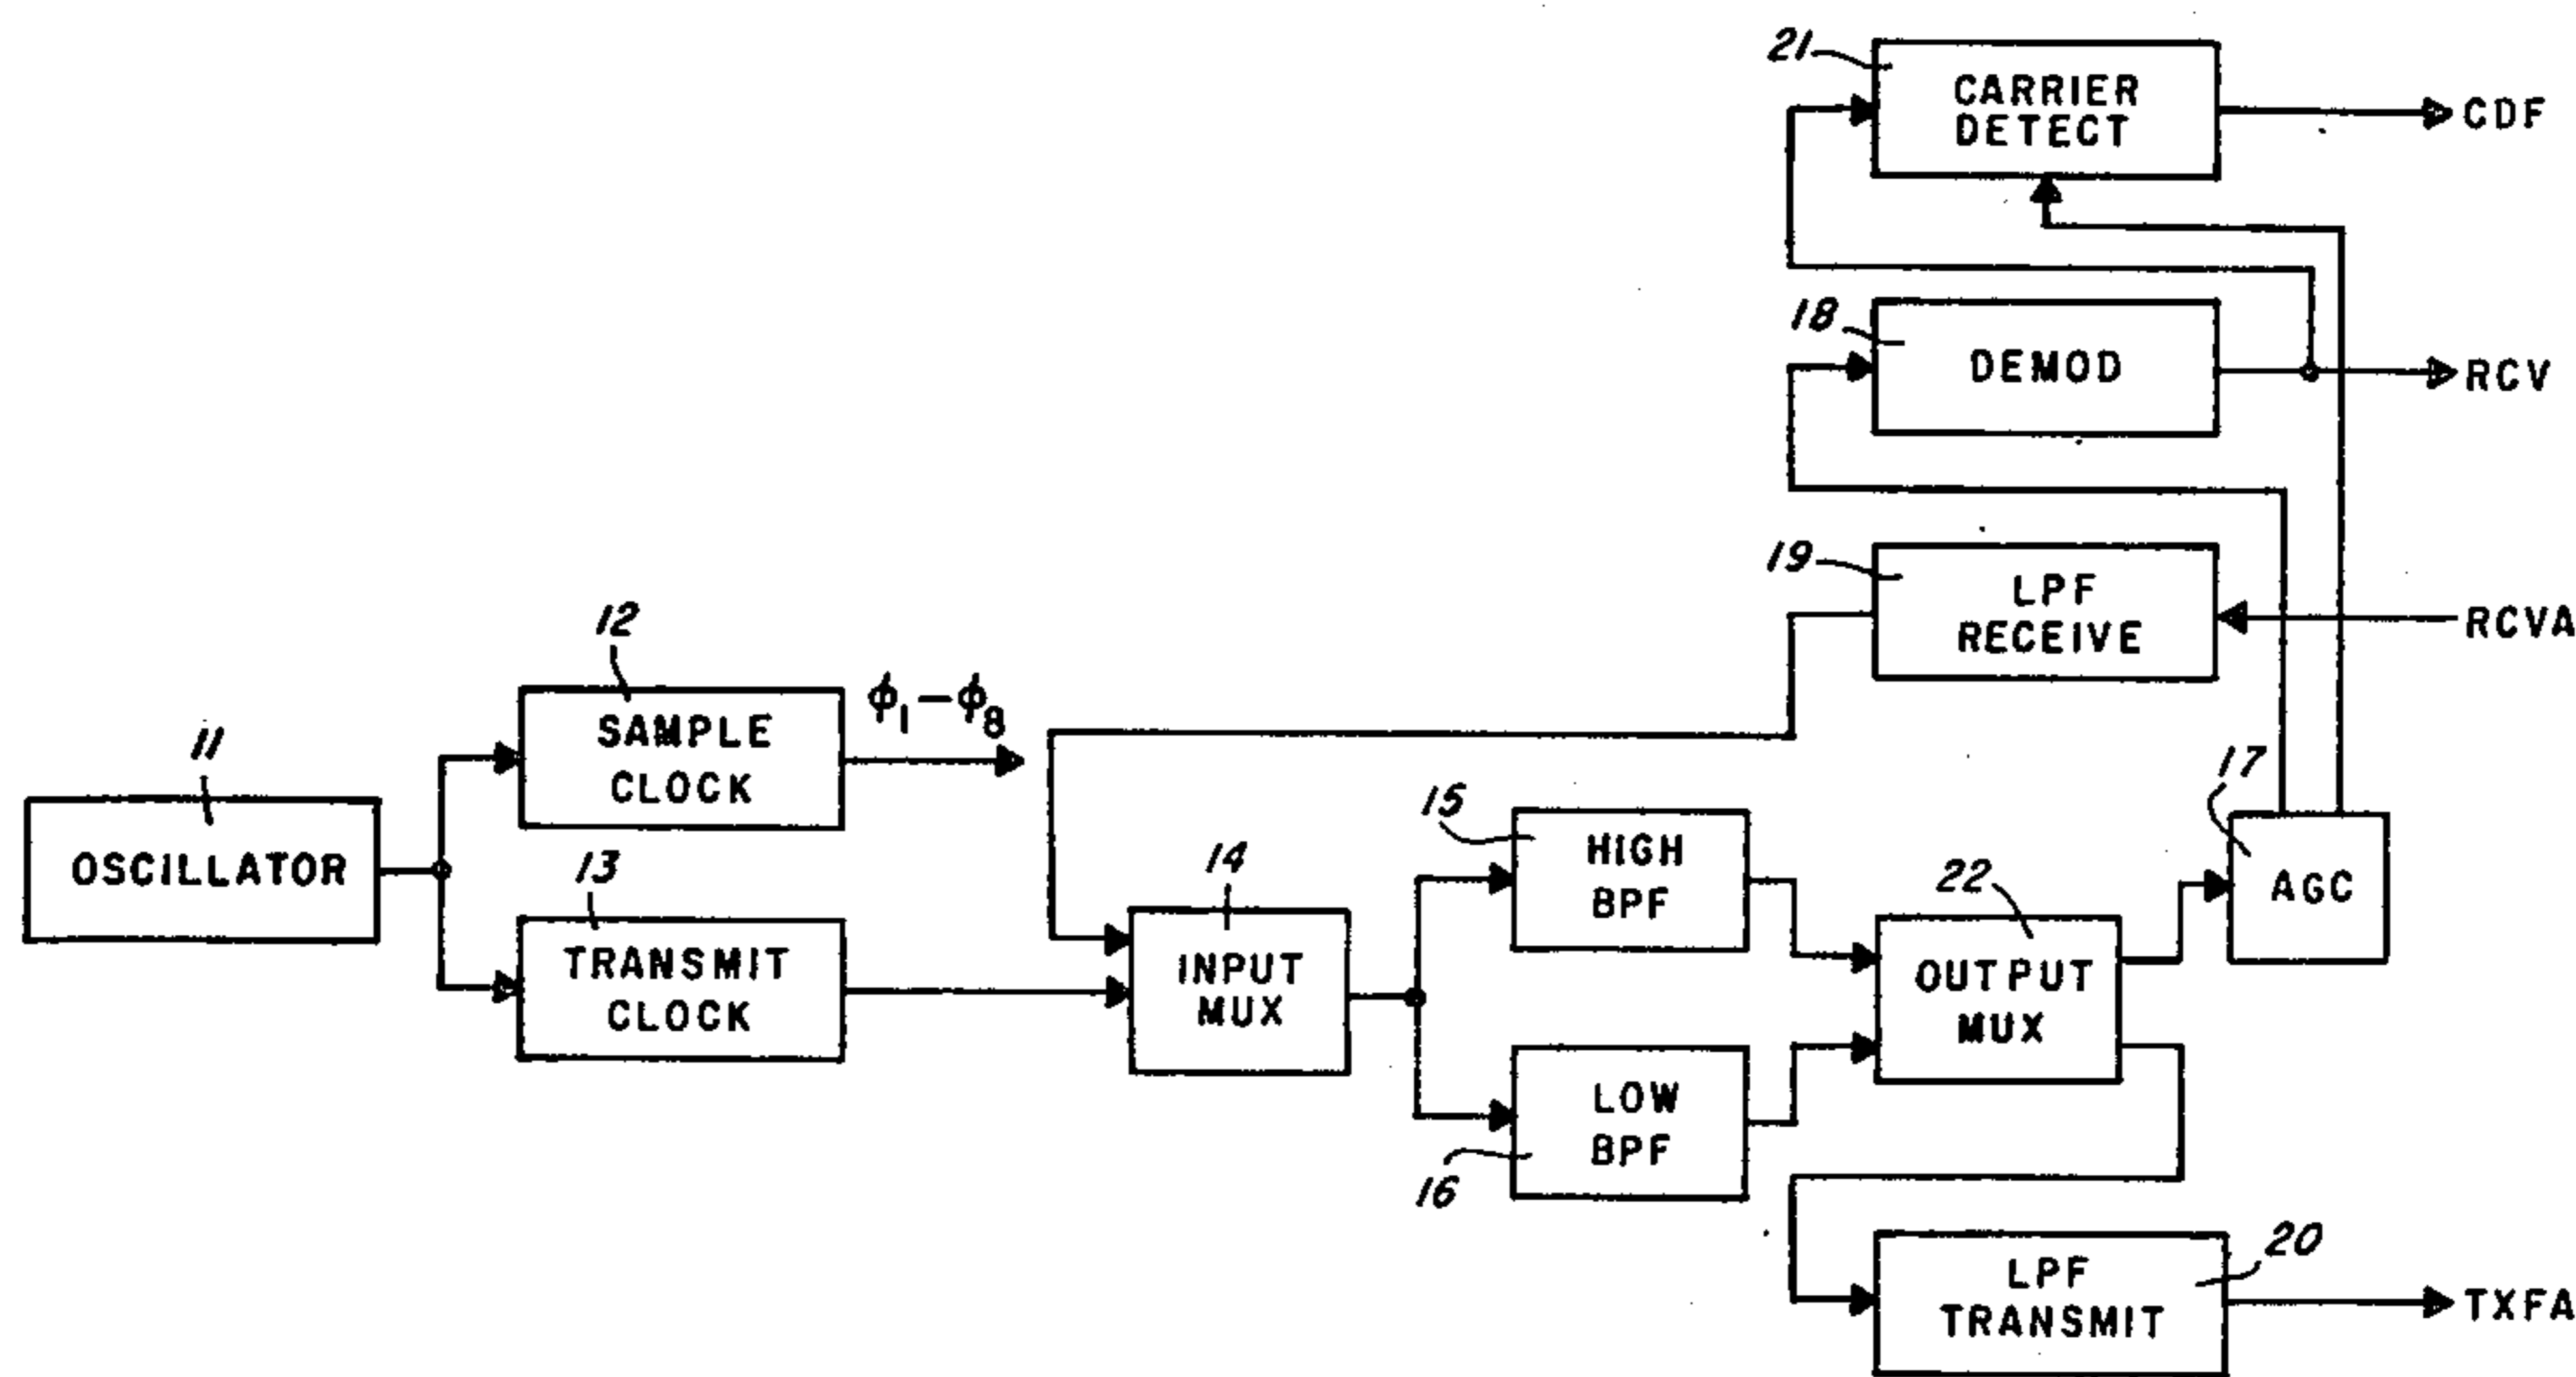 21
CARRIER
DETECT
CDF
18
DEMOD
RCV
19
LPF
RECEIVE
RCVA
12
SAMPLE
CLOCK
ϕ1–ϕ8
11
OSCILLATOR
13
TRANSMIT
CLOCK
14
INPUT
MUX
15
HIGH
BPF
16
LOW
BPF
22
OUTPUT
MUX
17
AGC
20
LPF
TRANSMIT
TXFA